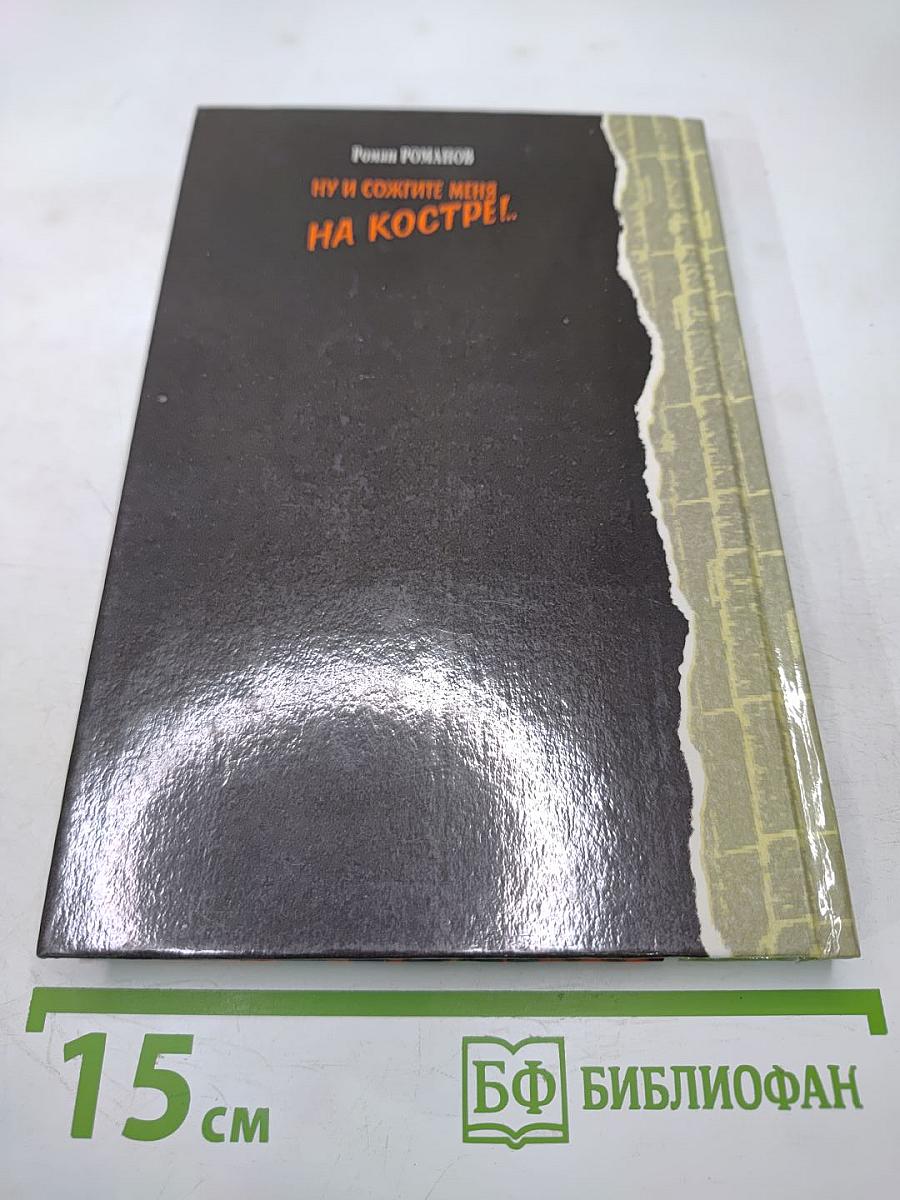 Роман РОМАНОВ
НУ И СОЖГИТЕ МЕНЯ
НА КОСТРЕ!..
15 см
БФ БИБЛИОФАН